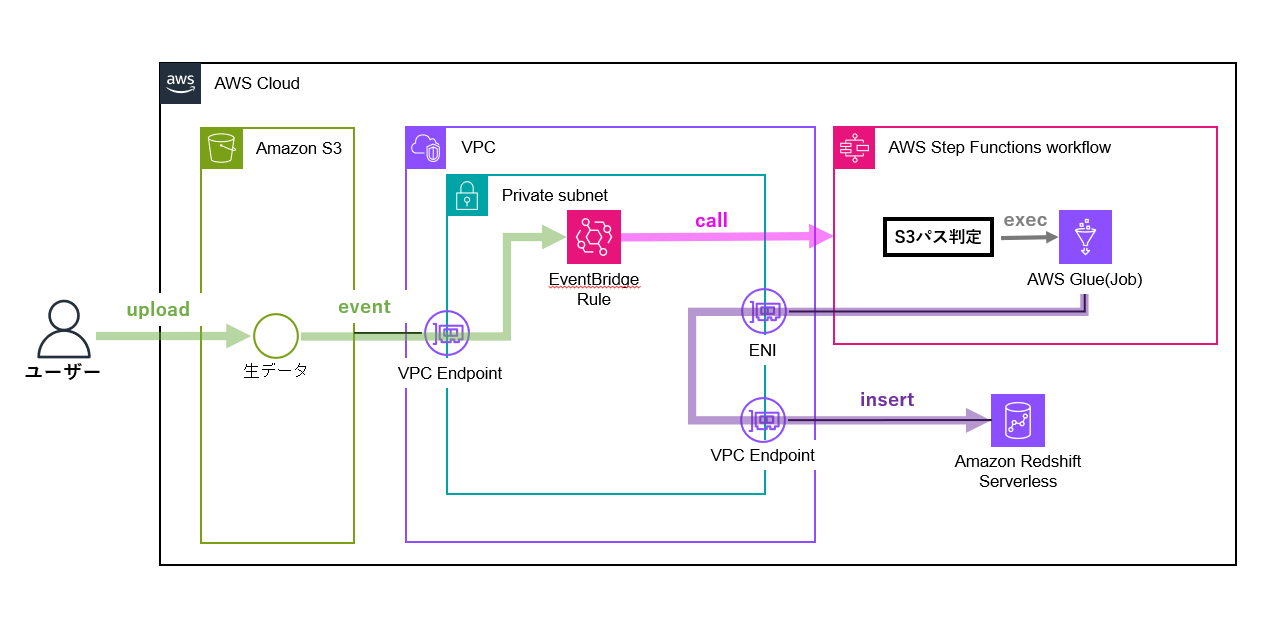 aws
AWS Cloud
Amazon S3
VPC
AWS Step Functions workflow
Private subnet
call
exec
S3パス判定
EventBridge
Rule
AWS Glue(Job)
upload
event
ユーザー
生データ
VPC Endpoint
ENI
insert
VPC Endpoint
Amazon Redshift
Serverless